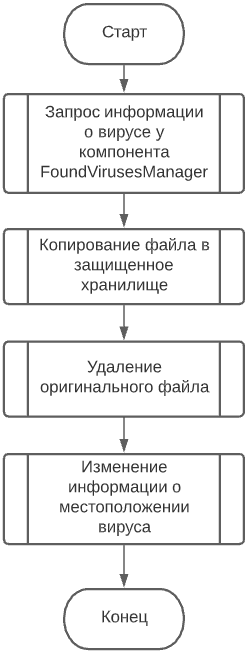 Старт
Запрос информации
о вирусе у
компонента
FoundVirusesManager
Копирование файла в
защищенное
хранилище
Удаление
оригинального файла
Изменение
информации о
местоположении
вируса
Конец